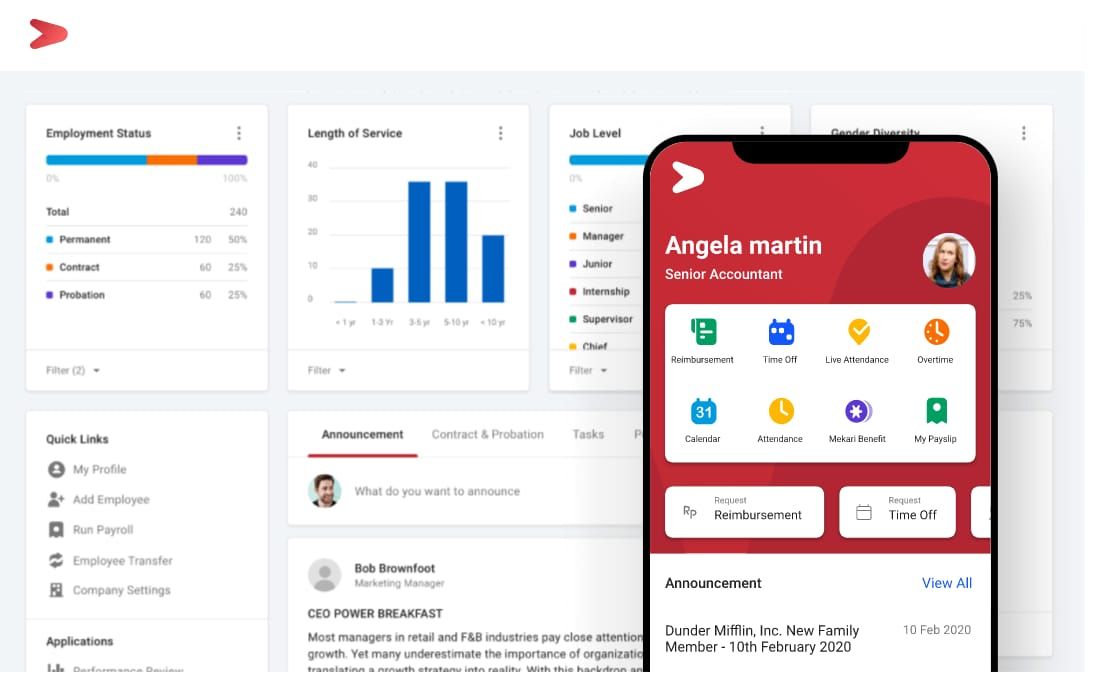 Employment Status
0% 100%
Total 240
Permanent 120 50%
Contract 60 25%
Probation 60 25%
Filter (2)
Length of Service
40
30
20
10
0
< 1 yr 1-3 Yr 3-5 yr 5-10 yr < 10 yr
Filter
Job Level
0%
Senior
Manager
Junior
Internship
Supervisor
Chief
Filter
Gender Diversity
25%
75%
Quick Links
My Profile
Add Employee
Run Payroll
Employee Transfer
Company Settings
Applications
Performance Review
Announcement Contract & Probation Tasks
What do you want to announce
Bob Brownfoot
Marketing Manager
CEO POWER BREAKFAST
Most managers in retail and F&B industries pay close attention
growth. Yet many underestimate the importance of
translating a growth strategy into reality. With this backdrop
Angela martin
Senior Accountant
Reimbursement Time Off Live Attendance Overtime
31
Calendar Attendance Mekari Benefit My Payslip
Request
Rp Reimbursement
Request
Time Off
Announcement View All
Dunder Mifflin, Inc. New Family 10 Feb 2020
Member - 10th February 2020